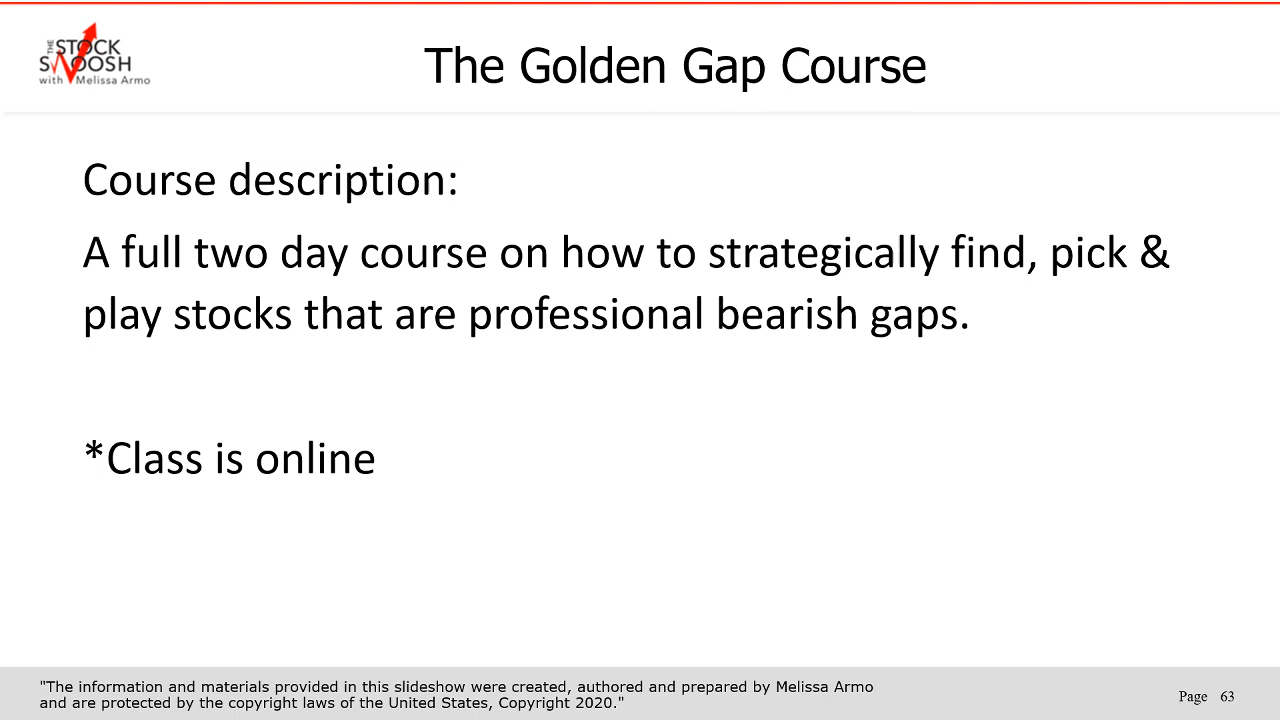 THE STOCK
SWOOSH
with Melissa Armo
The Golden Gap Course
Course description:
A full two day course on how to strategically find, pick &
play stocks that are professional bearish gaps.
*Class is online
"The information and materials provided in this slideshow were created, authored and prepared by Melissa Armo
and are protected by the copyright laws of the United States, Copyright 2020."
Page 63